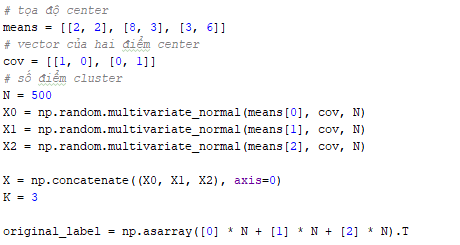 # tọa độ center
means = [[2, 2], [8, 3], [3, 6]]
# vector của hai điểm center
cov = [[1, 0], [0, 1]]
# số điểm cluster
N = 500
X0 = np.random.multivariate_normal(means[0], cov, N)
X1 = np.random.multivariate_normal(means[1], cov, N)
X2 = np.random.multivariate_normal(means[2], cov, N)

X = np.concatenate((X0, X1, X2), axis=0)
K = 3

original_label = np.asarray([0] * N + [1] * N + [2] * N).T